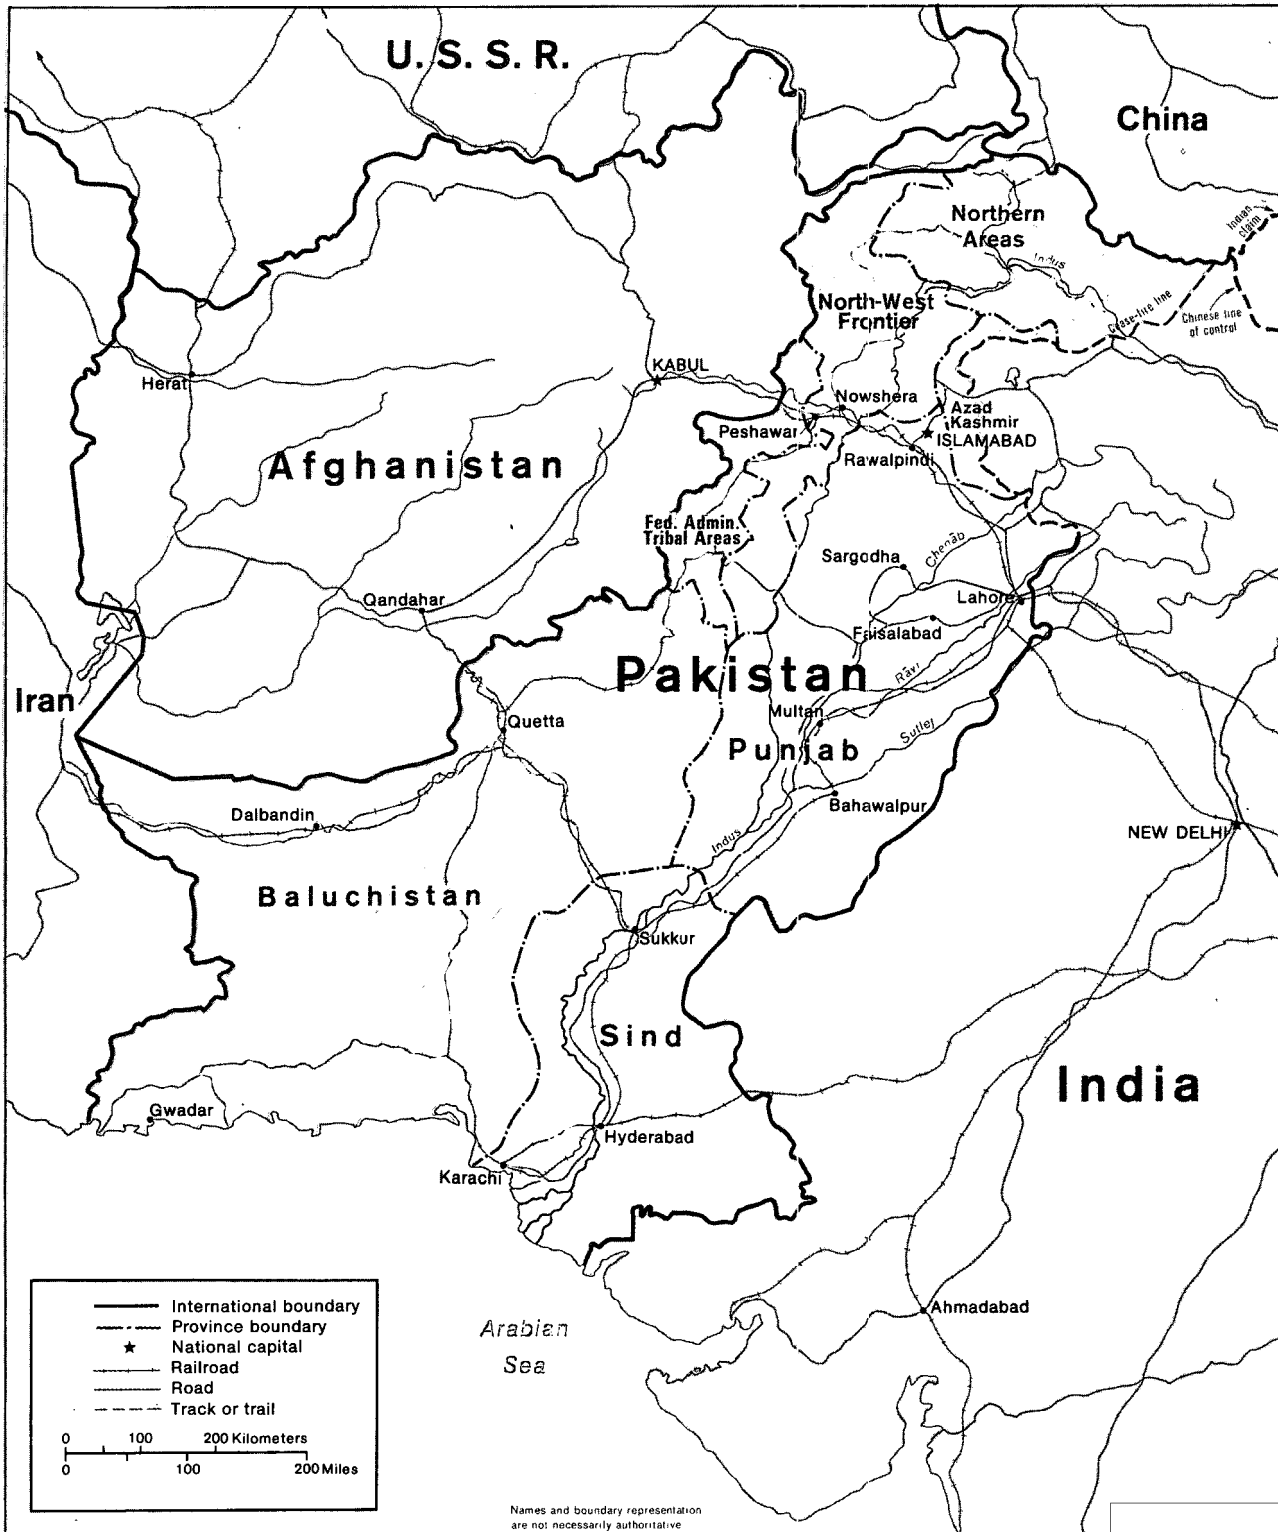 U.S.S.R.
China
Northern
Areas
Indian
claim
Indus
North-West
Frontier
Cease-fire line
Chinese line
of control
Herat
KABUL
Nowshera
Azad
Kashmir
Peshawar
ISLAMABAD
Rawalpindi
Afghanistan
Fed. Admin.
Tribal Areas
Sargodha
Chenāb
Qandahar
Lahore
Faisalabad
Pakistan
Rāvi
Iran
Multan
Quetta
Sutlej
Punjab
Bahawalpur
Dalbandin
NEW DELHI
Indus
Baluchistan
Sukkur
Sind
India
Gwadar
Hyderabad
Karachi
Ahmadabad
Arabian
Sea
International boundary
Province boundary
National capital
Railroad
Road
Track or trail
0 100 200 Kilometers
0 100 200 Miles
Names and boundary representation
are not necessarily authoritative